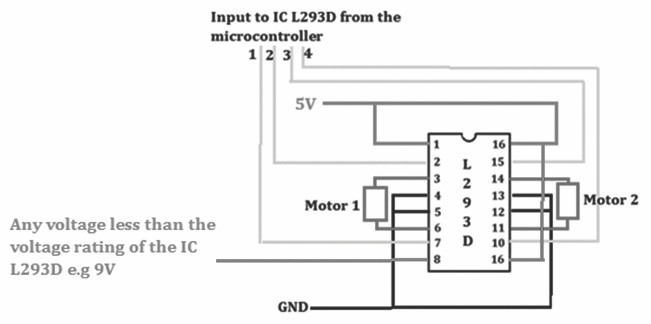 Input to IC L293D from the
microcontroller
1 2 3 4
5V
1 16
2 L 15
3 2 14
4 9 13
5 3 12
6 11
7 D 10
8 16
Motor 1
Motor 2
Any voltage less than the
voltage rating of the IC
L293D e.g 9V
GND